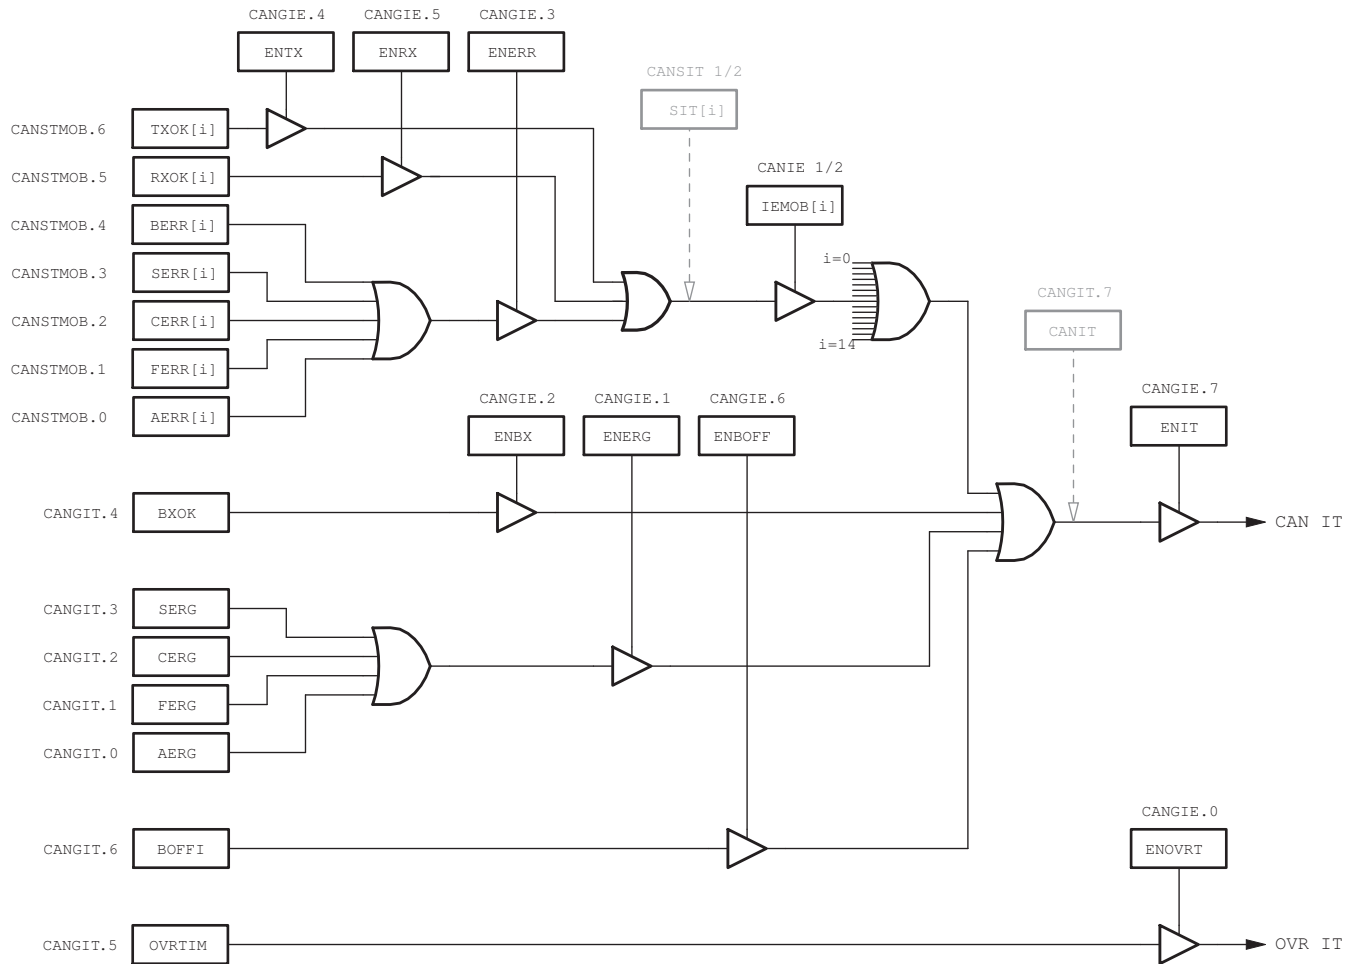 CANGIE.4 CANGIE.5 CANGIE.3
ENTX ENRX ENERR
CANSIT 1/2
SIT[i]
CANSTMOB.6 TXOK[i]
CANIE 1/2
CANSTMOB.5 RXOK[i]
IEMOB[i]
CANSTMOB.4 BERR[i]
i=0
CANSTMOB.3 SERR[i]
CANGIT.7
CANSTMOB.2 CERR[i]
CANIT
i=14
CANSTMOB.1 FERR[i]
CANGIE.7
CANGIE.2 CANGIE.1 CANGIE.6
CANSTMOB.0 AERR[i]
ENIT
ENBX ENERG ENBOFF
CANGIT.4 BXOK
CAN IT
CANGIT.3 SERG
CANGIT.2 CERG
CANGIT.1 FERG
CANGIT.0 AERG
CANGIE.0
CANGIT.6 BOFFI
ENOVRT
CANGIT.5 OVRTIM
OVR IT